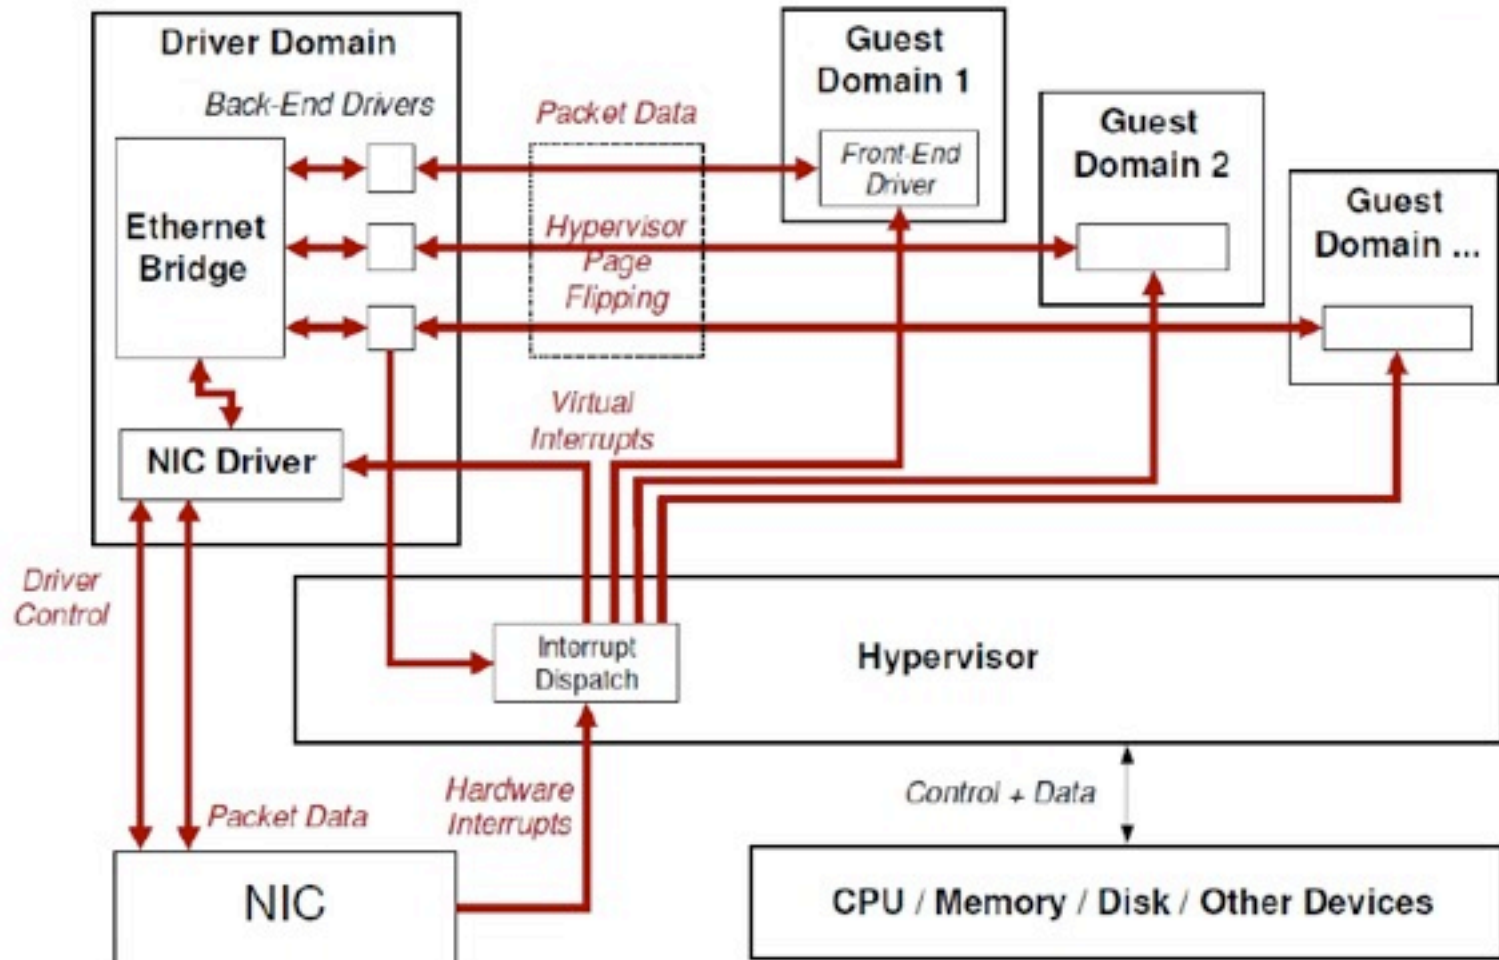 Driver Domain
Back-End Drivers
Ethernet
Bridge
NIC Driver
Packet Data
Hypervisor
Page
Flipping
Virtual
Interrupts
Guest
Domain 1
Front-End
Driver
Guest
Domain 2
Guest
Domain ...
Driver
Control
Interrupt
Dispatch
Hypervisor
Packet Data
Hardware
Interrupts
Control + Data
NIC
CPU / Memory / Disk / Other Devices